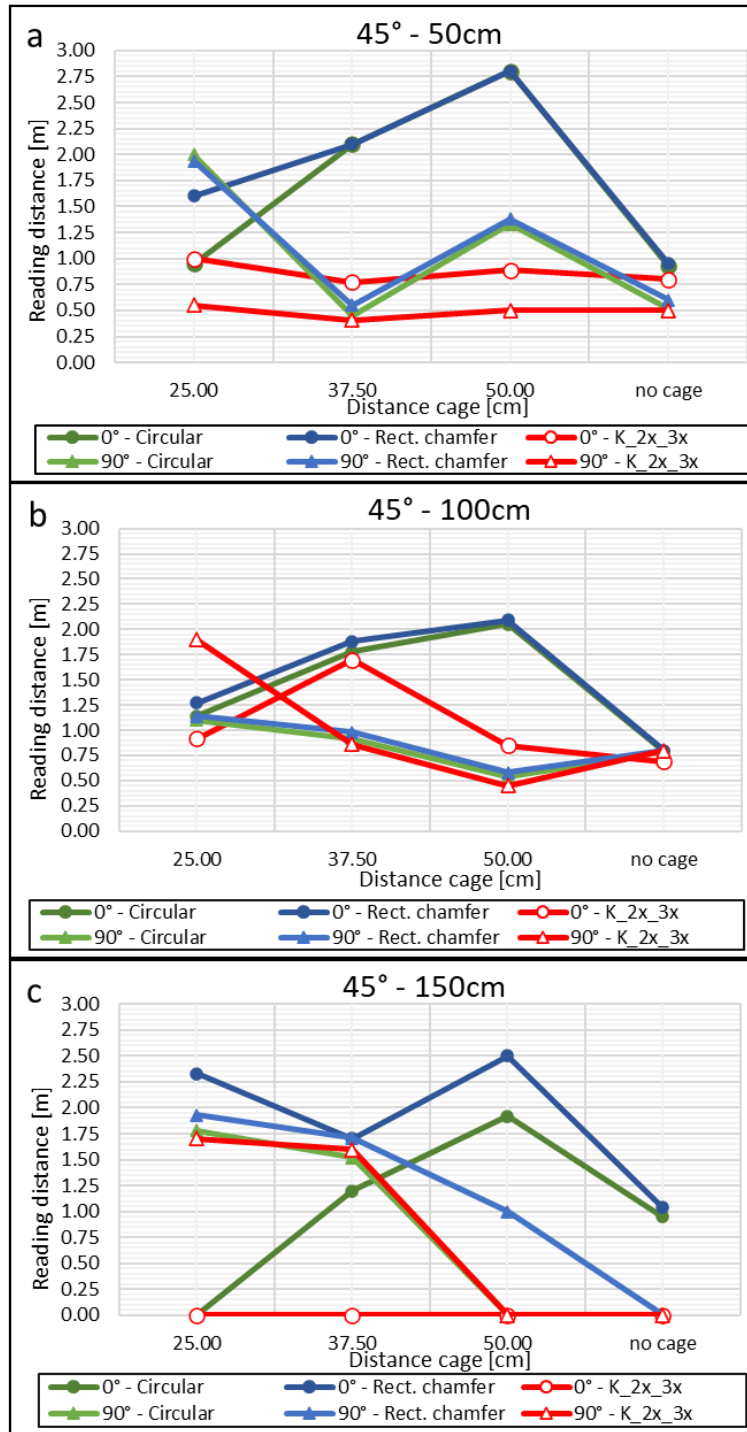 a
45° - 50cm
3.00
2.75
2.50
2.25
2.00
1.75
1.50
1.25
1.00
0.75
0.50
0.25
0.00
Reading distance [m]
25.00 37.50 50.00 no cage
Distance cage [cm]
0° - Circular 0° - Rect. chamfer 0° - K_2x_3x
90° - Circular 90° - Rect. chamfer 90° - K_2x_3x
b
45° - 100cm
3.00
2.75
2.50
2.25
2.00
1.75
1.50
1.25
1.00
0.75
0.50
0.25
0.00
Reading distance [m]
25.00 37.50 50.00 no cage
Distance cage [cm]
0° - Circular 0° - Rect. chamfer 0° - K_2x_3x
90° - Circular 90° - Rect. chamfer 90° - K_2x_3x
c
45° - 150cm
3.00
2.75
2.50
2.25
2.00
1.75
1.50
1.25
1.00
0.75
0.50
0.25
0.00
Reading distance [m]
25.00 37.50 50.00 no cage
Distance cage [cm]
0° - Circular 0° - Rect. chamfer 0° - K_2x_3x
90° - Circular 90° - Rect. chamfer 90° - K_2x_3x